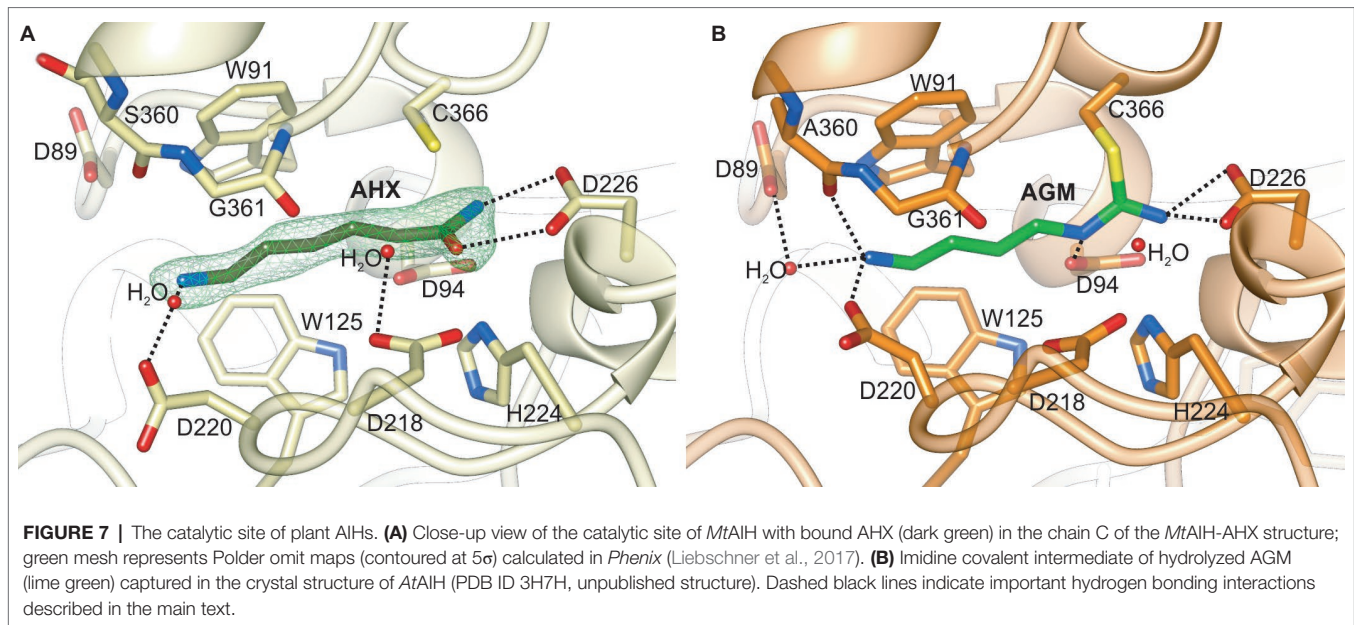 A
W91
S360
C366
D89
AHX
D226
G361
H₂O
H₂O
D94
W125
D220
D218
H224
B
W91
C366
A360
D89
AGM
D226
G361
H₂O
H₂O
D94
W125
D220
D218
H224
FIGURE 7 | The catalytic site of plant AIHs. (A) Close-up view of the catalytic site of MtAIH with bound AHX (dark green) in the chain C of the MtAIH-AHX structure;
green mesh represents Polder omit maps (contoured at 5σ) calculated in Phenix (Liebschner et al., 2017). (B) Imidine covalent intermediate of hydrolyzed AGM
(lime green) captured in the crystal structure of AtAIH (PDB ID 3H7H, unpublished structure). Dashed black lines indicate important hydrogen bonding interactions
described in the main text.